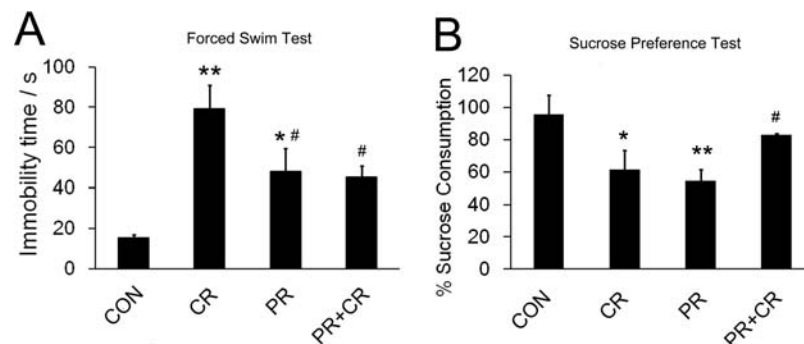 A
Forced Swim Test
Immobility time / s
100
80
60
40
20
0
**
* #
#
CON
CR
PR
PR+CR
B
Sucrose Preference Test
% Sucrose Consumption
120
100
80
60
40
20
0
*
**
#
CON
CR
PR
PR+CR